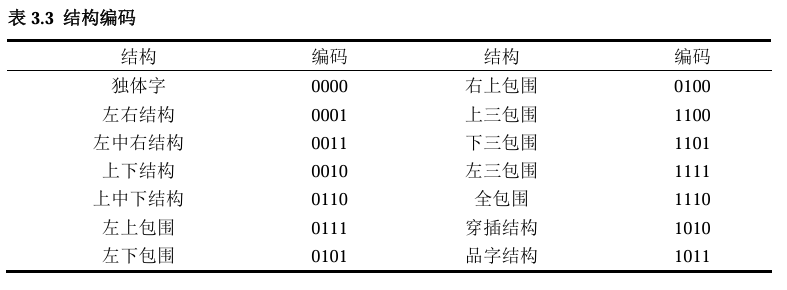 表 3.3 结构编码
结构 编码 结构 编码
独体字 0000 右上包围 0100
左右结构 0001 上三包围 1100
左中右结构 0011 下三包围 1101
上下结构 0010 左三包围 1111
上中下结构 0110 全包围 1110
左上包围 0111 穿插结构 1010
左下包围 0101 品字结构 1011